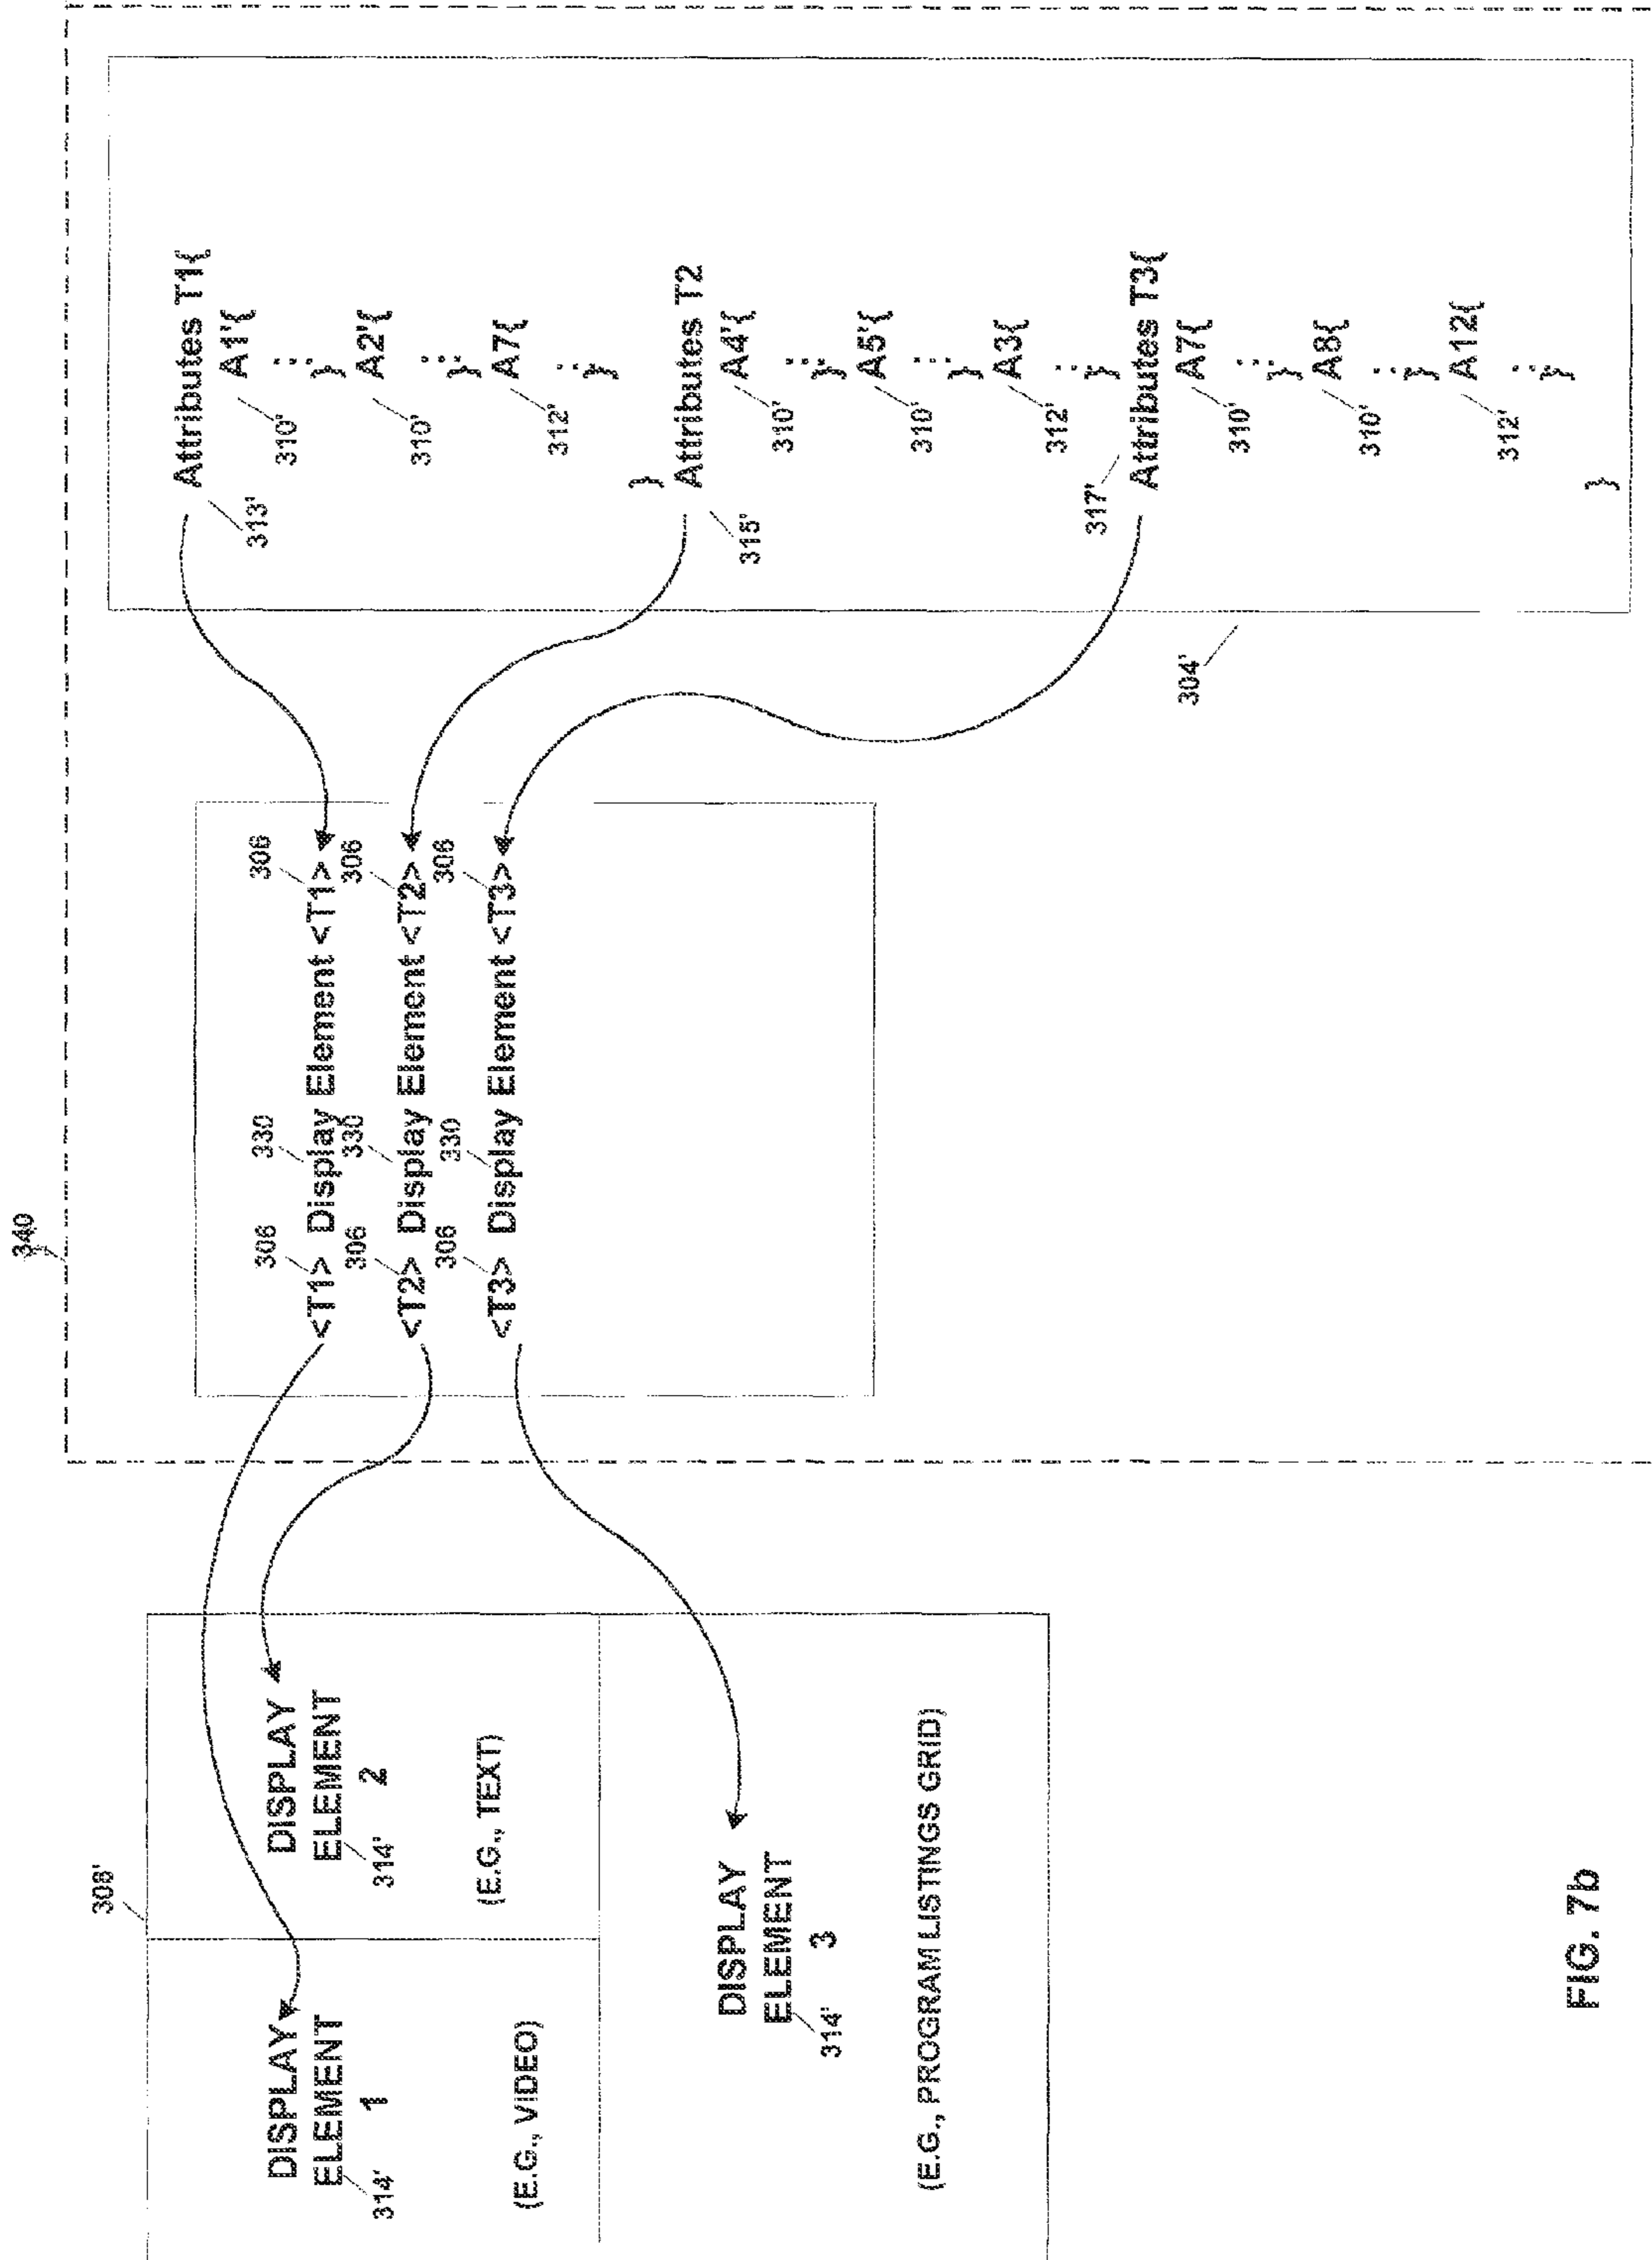 340
308'
DISPLAY
ELEMENT
1
314'
(E.G., VIDEO)
DISPLAY
ELEMENT
2
314'
(E.G., TEXT)
DISPLAY
ELEMENT
3
314'
(E.G., PROGRAM LISTINGS GRID)
306 330 306
<T1> Display Element <T1>
306 330 306
<T2> Display Element <T2>
306 330 306
<T3> Display Element <T3>
Attributes T1{
313'
A1'{
310'
:
}
A2'{
310'
:
}
A7{
312'
:
}
}
Attributes T2
315'
A4'{
310'
:
}
A5'{
310'
:
}
A3{
312'
:
}
317'
Attributes T3{
A7{
310'
:
}
A8{
310'
:
}
A12{
312'
:
}
}
304'
FIG. 7b